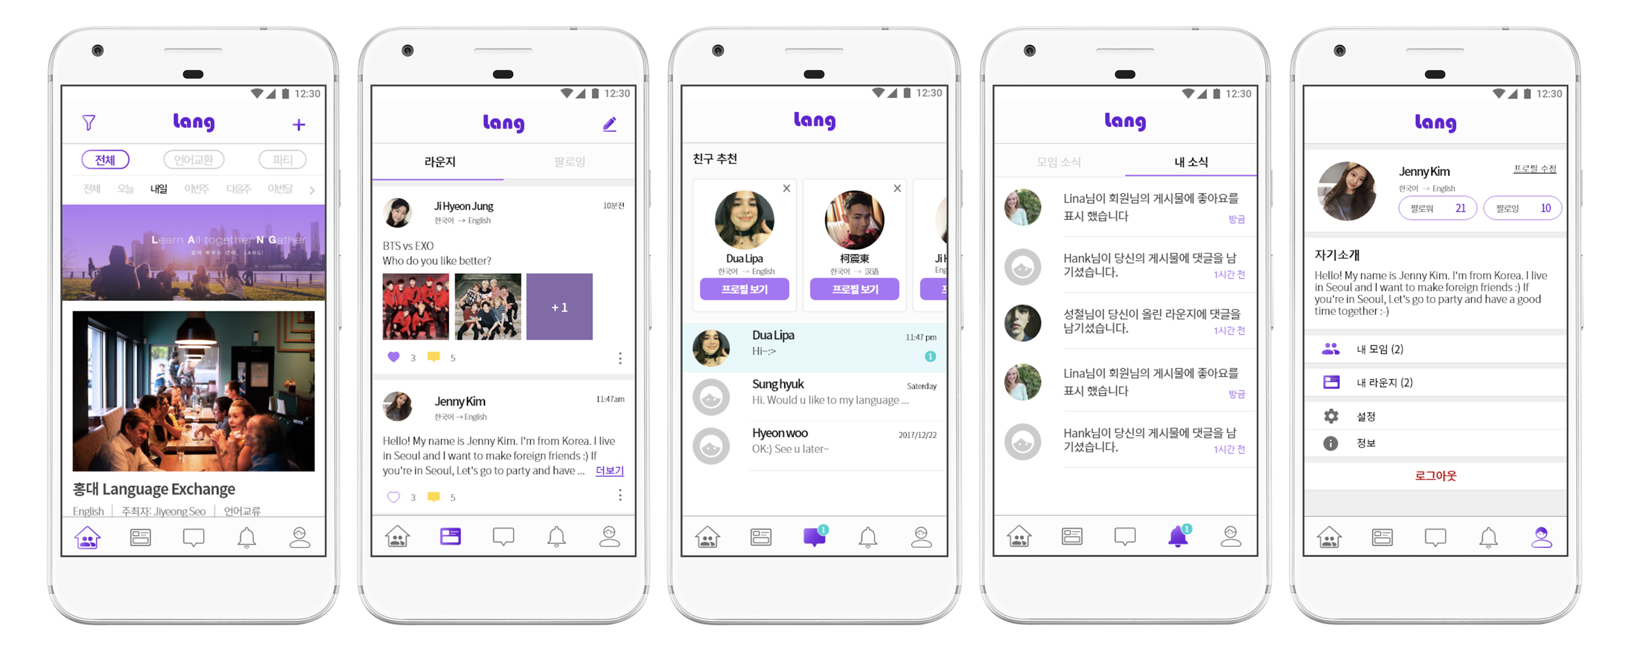 12:30
Lang
전체
언어교환
파티
전체
오늘
내일
이번주
다음주
이번달
Learn All together N Gather
함께 배우는 언어, LANG!
홍대 Language Exchange
English
주최자: Jiyeong Seo
언어교류
12:30
Lang
라운지
팔로잉
Ji Hyeon Jung
10분전
한국어 → English
BTS vs EXO
Who do you like better?
+ 1
3
5
Jenny Kim
11:47am
한국어 → English
Hello! My name is Jenny Kim. I'm from Korea. I live
in Seoul and I want to make foreign friends :) If
you're in Seoul, Let's go to party and have ... 더보기
3
5
12:30
Lang
친구 추천
Dua Lipa
한국어 → English
프로필 보기
柯震東
한국어 → 汉语
프로필 보기
Dua Lipa
11:47 pm
Hi~:>
1
Sung hyuk
Saterday
Hi. Would u like to my language ...
Hyeon woo
2017/12/22
OK:) See u later~
1
12:30
Lang
모임 소식
내 소식
Lina님이 회원님의 게시물에 좋아요를
표시 했습니다
방금
Hank님이 당신의 게시물에 댓글을 남
기셨습니다.
1시간 전
성철님이 당신이 올린 라운지에 댓글을
남기셨습니다.
1시간 전
Lina님이 회원님의 게시물에 좋아요를
표시 했습니다
방금
Hank님이 당신의 게시물에 댓글을 남
기셨습니다.
1시간 전
1
12:30
Lang
Jenny Kim
프로필 수정
한국어 → English
팔로워 21
팔로잉 10
자기소개
Hello! My name is Jenny Kim. I'm from Korea. I live
in Seoul and I want to make foreign friends :) If
you're in Seoul, Let's go to party and have a good
time together :-)
내 모임 (2)
내 라운지 (2)
설정
정보
로그아웃